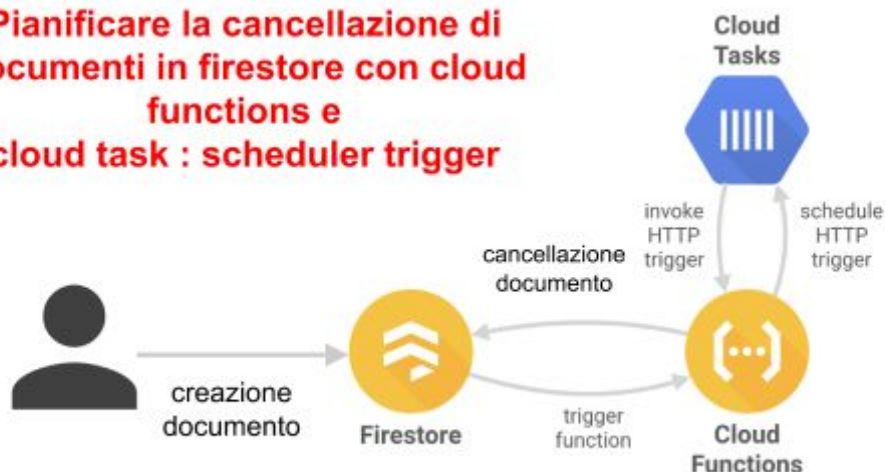 Pianificare la cancellazione di
ocumenti in firestore con cloud
functions e
cloud task : scheduler trigger
Cloud
Tasks
invoke
HTTP
trigger
schedule
HTTP
trigger
cancellazione
documento
creazione
documento
Firestore
trigger
function
Cloud
Functions